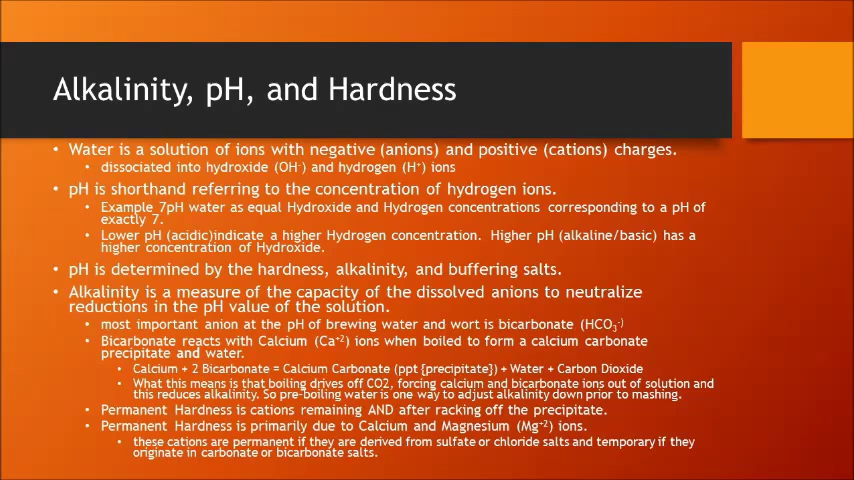 Alkalinity, pH, and Hardness
• Water is a solution of ions with negative (anions) and positive (cations) charges.
• dissociated into hydroxide (OH⁻) and hydrogen (H⁺) ions
• pH is shorthand referring to the concentration of hydrogen ions.
• Example 7pH water as equal Hydroxide and Hydrogen concentrations corresponding to a pH of
exactly 7.
• Lower pH (acidic)indicate a higher Hydrogen concentration. Higher pH (alkaline/basic) has a
higher concentration of Hydroxide.
• pH is determined by the hardness, alkalinity, and buffering salts.
• Alkalinity is a measure of the capacity of the dissolved anions to neutralize
reductions in the pH value of the solution.
• most important anion at the pH of brewing water and wort is bicarbonate (HCO₃⁻⁾
• Bicarbonate reacts with Calcium (Ca⁺²) ions when boiled to form a calcium carbonate
precipitate and water.
• Calcium + 2 Bicarbonate = Calcium Carbonate (ppt {precipitate}) + Water + Carbon Dioxide
• What this means is that boiling drives off CO2, forcing calcium and bicarbonate ions out of solution and
this reduces alkalinity. So pre-boiling water is one way to adjust alkalinity down prior to mashing.
• Permanent Hardness is cations remaining AND after racking off the precipitate.
• Permanent Hardness is primarily due to Calcium and Magnesium (Mg⁺²) ions.
• these cations are permanent if they are derived from sulfate or chloride salts and temporary if they
originate in carbonate or bicarbonate salts.